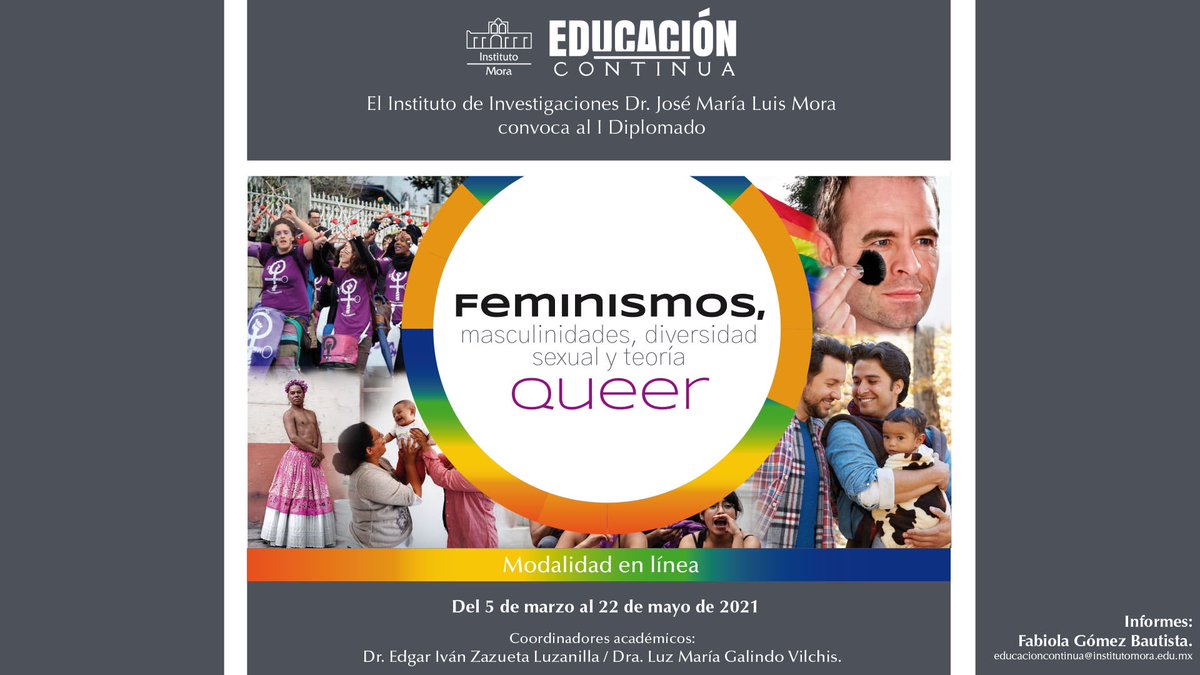 Instituto
Mora
EDUCACIÓN
CONTINUA
El Instituto de Investigaciones Dr. José María Luis Mora
convoca al I Diplomado
Feminismos,
masculinidades, diversidad
sexual y teoría
Queer
Modalidad en línea
Del 5 de marzo al 22 de mayo de 2021
Coordinadores académicos:
Dr. Edgar Iván Zazueta Luzanilla / Dra. Luz María Galindo Vilchis.
Informes:
Fabiola Gómez Bautista.
educacioncontinua@institutomora.edu.mx